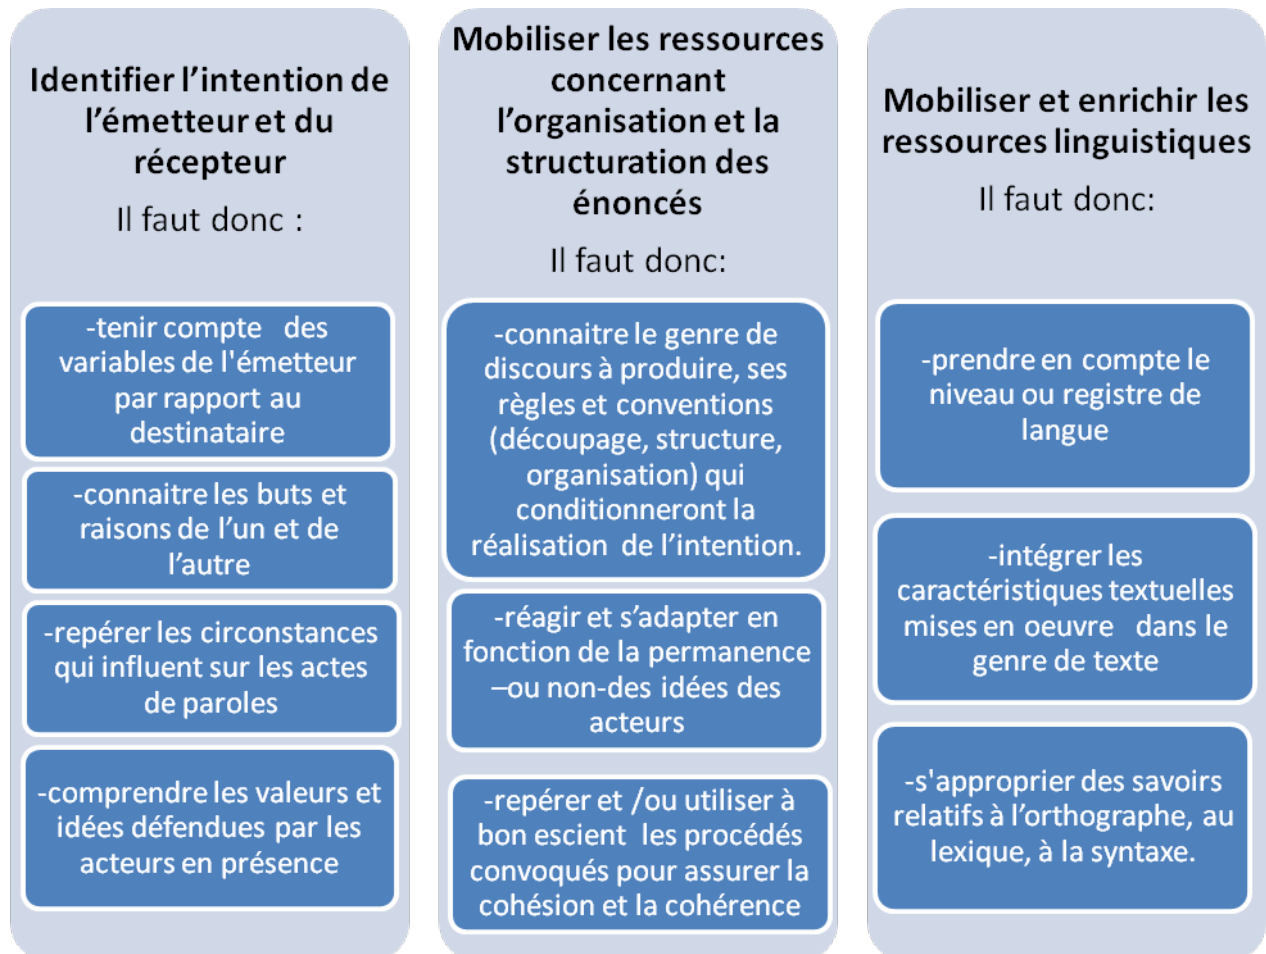 Identifier l’intention de
l’émetteur et du
récepteur
Il faut donc :
-tenir compte des
variables de l'émetteur
par rapport au
destinataire
-connaitre les buts et
raisons de l’un et de
l’autre
-repérer les circonstances
qui influent sur les actes
de paroles
-comprendre les valeurs et
idées défendues par les
acteurs en présence
Mobiliser les ressources
concernant
l’organisation et la
structuration des
énoncés
Il faut donc:
-connaitre le genre de
discours à produire, ses
règles et conventions
(découpage, structure,
organisation) qui
conditionneront la
réalisation de l’intention.
-réagir et s’adapter en
fonction de la permanence
–ou non-des idées des
acteurs
-repérer et /ou utiliser à
bon escient les procédés
convoqués pour assurer la
cohésion et la cohérence
Mobiliser et enrichir les
ressources linguistiques
Il faut donc:
-prendre en compte le
niveau ou registre de
langue
-intégrer les
caractéristiques textuelles
mises en oeuvre dans le
genre de texte
-s'approprier des savoirs
relatifs à l’orthographe, au
lexique, à la syntaxe.